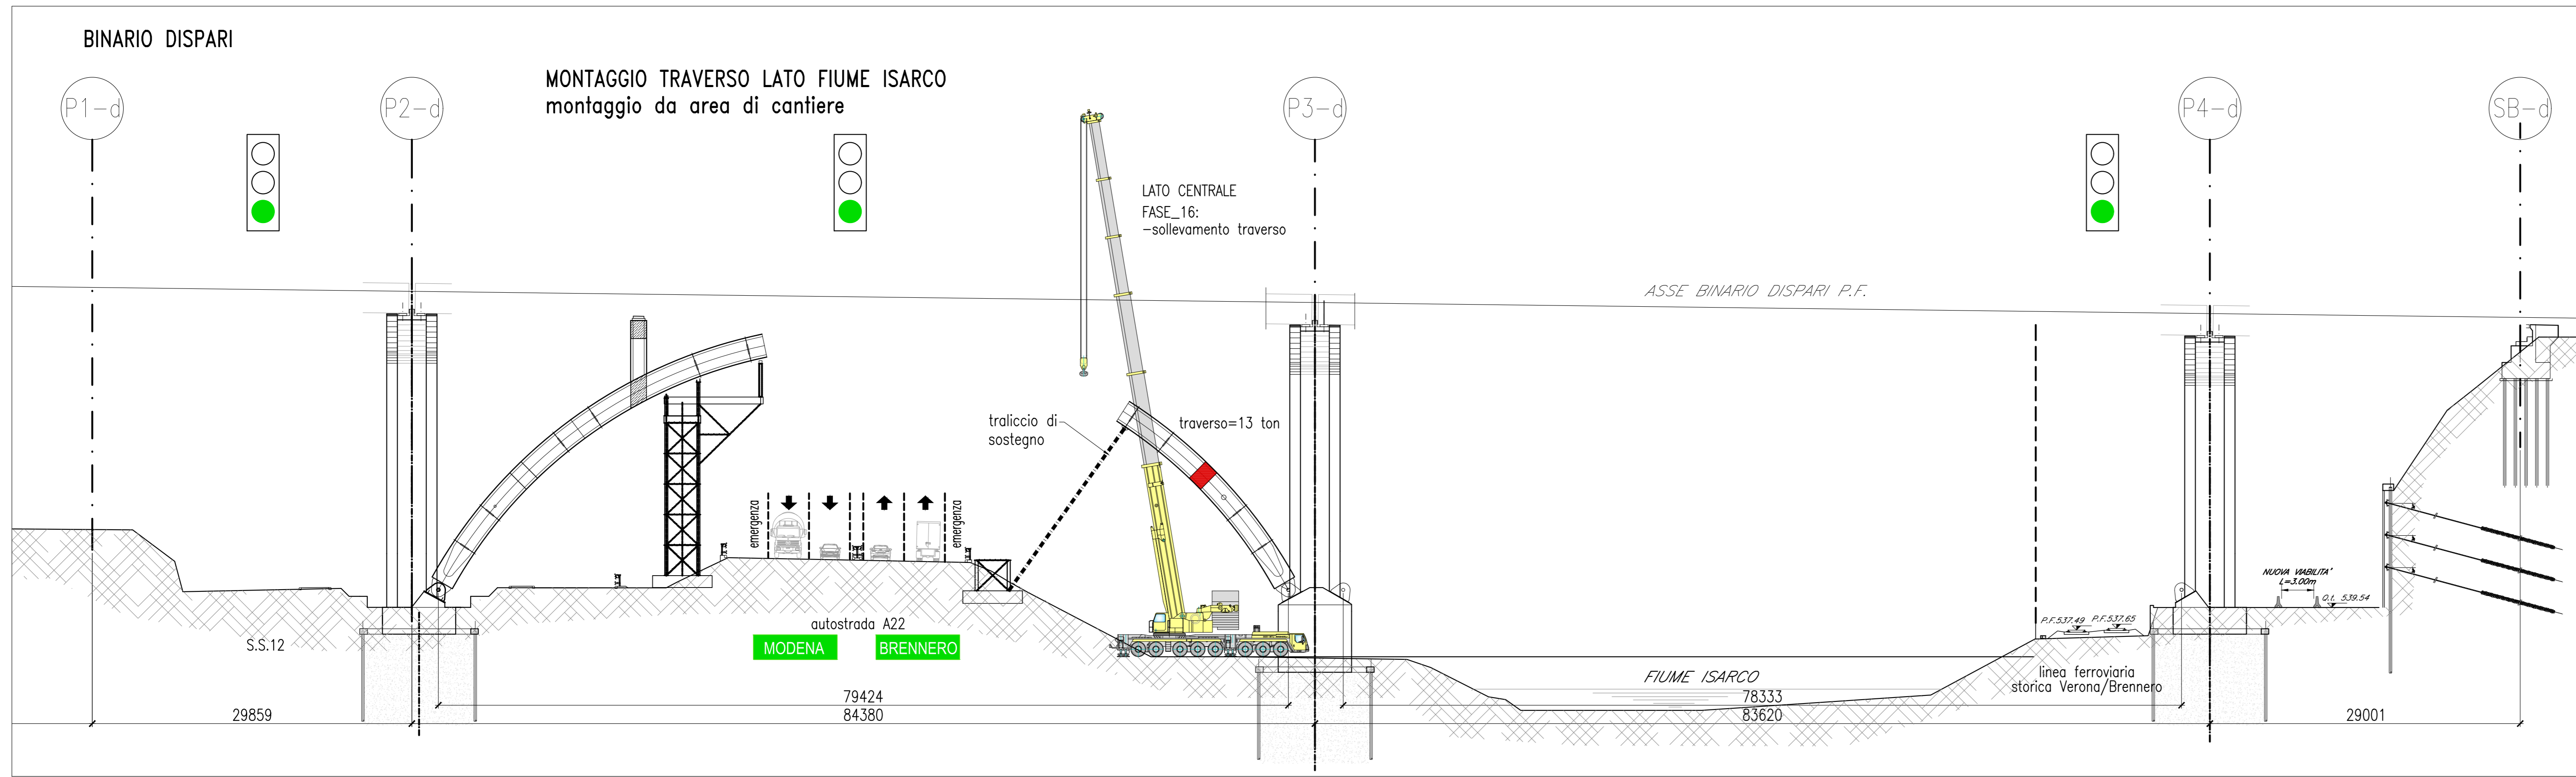 BINARIO DISPARI
MONTAGGIO TRAVERSO LATO FIUME ISARCO
montaggio da area di cantiere
P1-d
P2-d
P3-d
P4-d
SB-d
LATO CENTRALE
FASE_16:
-sollevamento traverso
ASSE BINARIO DISPARI P.F.
traliccio di
sostegno
traverso=13 ton
emergenza
emergenza
NUOVA VIABILITA'
L=3.00m
Q.t. 539.54
P.F.537.49
P.F.537.65
S.S.12
autostrada A22
MODENA
BRENNERO
FIUME ISARCO
linea ferroviaria
storica Verona/Brennero
79424
78333
29859
84380
83620
29001